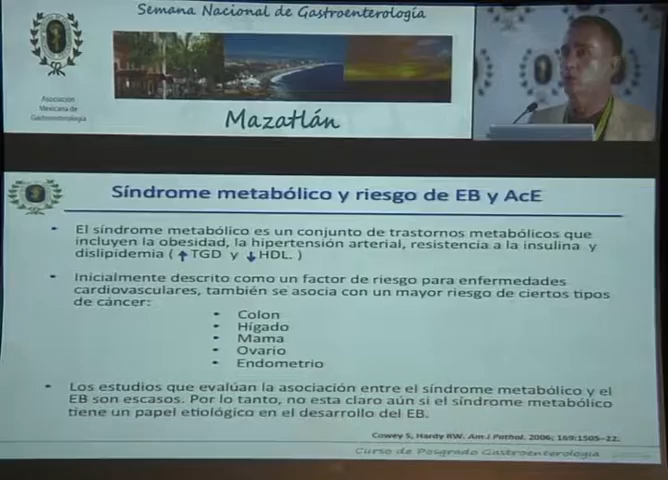 Semana Nacional de Gastroenterología
Asociación
Mexicana de
Gastroenterología
Mazatlán
Síndrome metabólico y riesgo de EB y AcE
• El síndrome metabólico es un conjunto de trastornos metabólicos que
incluyen la obesidad, la hipertensión arterial, resistencia a la insulina y
dislipidemia (↑TGD y ↓HDL. )
• Inicialmente descrito como un factor de riesgo para enfermedades
cardiovasculares, también se asocia con un mayor riesgo de ciertos tipos
de cáncer:
• Colon
• Hígado
• Mama
• Ovario
• Endometrio
• Los estudios que evalúan la asociación entre el síndrome metabólico y el
EB son escasos. Por lo tanto, no esta claro aún si el síndrome metabólico
tiene un papel etiológico en el desarrollo del EB.
Cowey S, Hardy RW. Am J Pathol. 2006; 169:1505–22.
Curso de Posgrado Gastroenterología